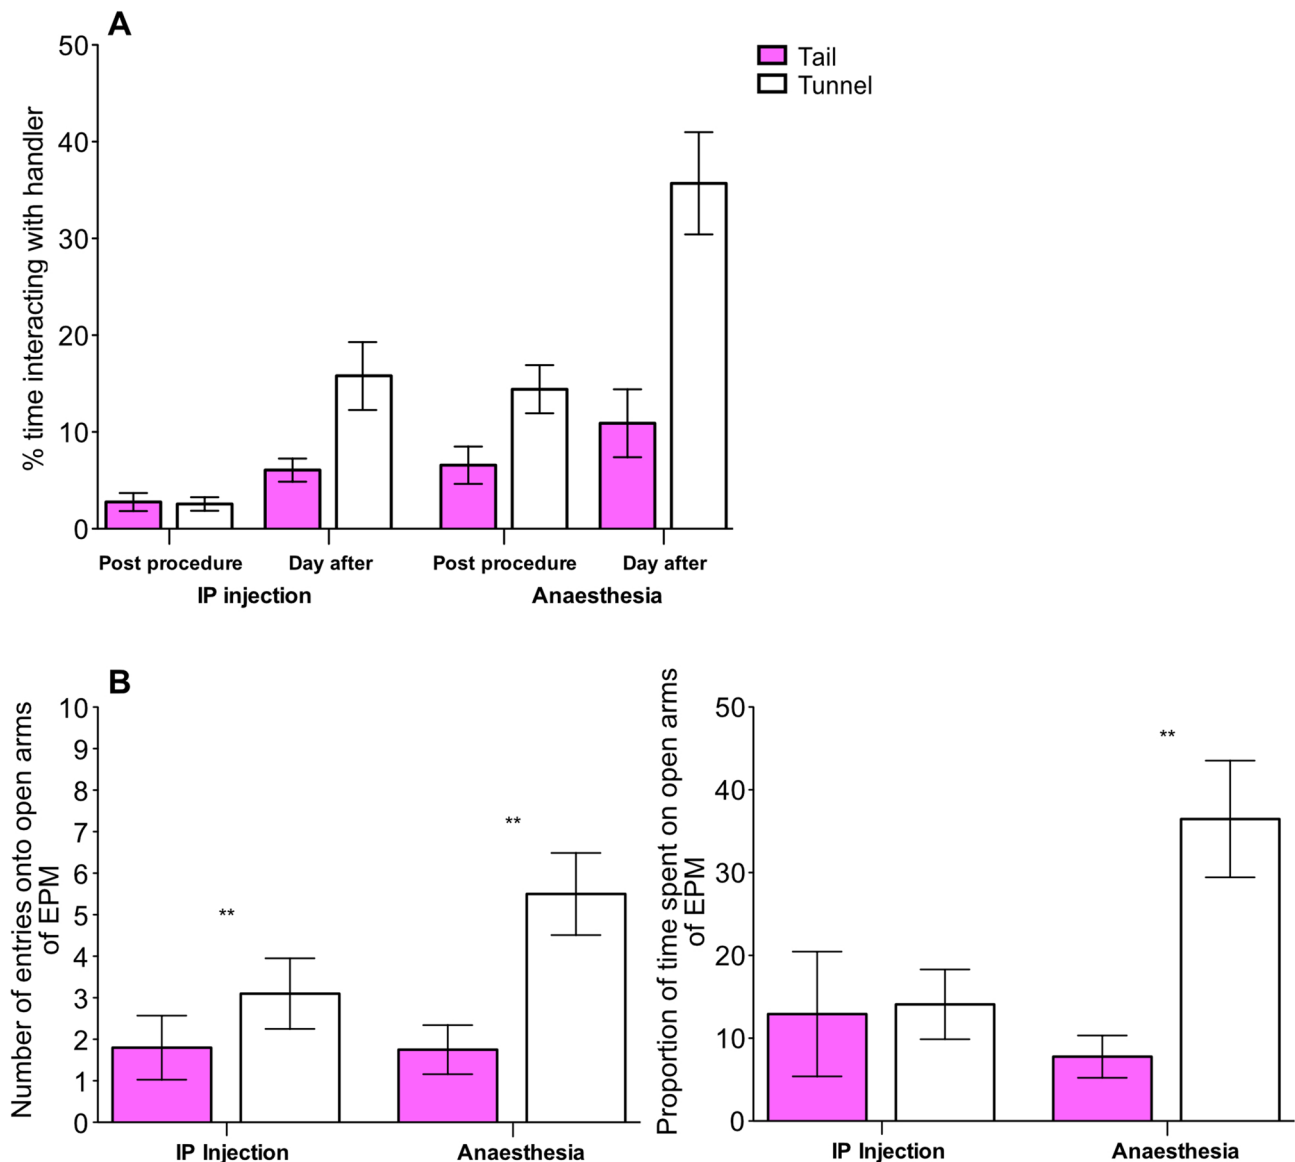 A
Tail
Tunnel
% time interacting with handler
50
40
30
20
10
0
Post procedure Day after Post procedure Day after
IP injection Anaesthesia
B
Number of entries onto open arms
of EPM
10
9
8
7
6
5
4
3
2
1
0
** **
IP Injection Anaesthesia
Proportion of time spent on open arms
of EPM
50
40
30
20
10
0
**
IP Injection Anaesthesia